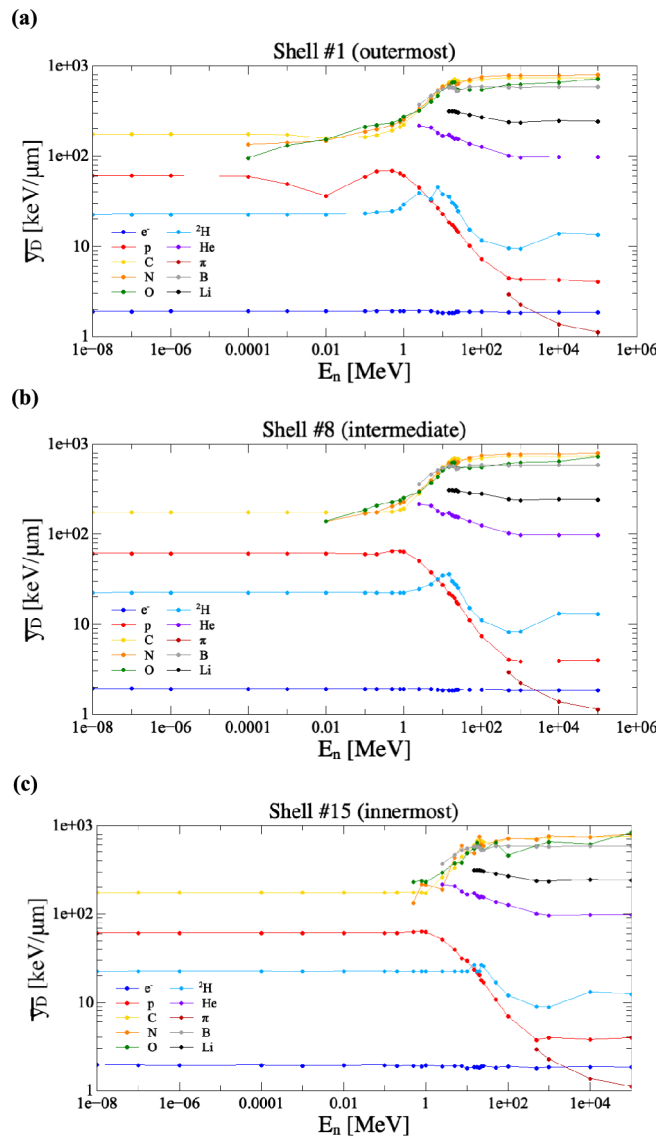 (a)
Shell #1 (outermost)
1e+03
1e+02
10
1
y̅D̅ [keV/μm]
e⁻ ²H
p He
C π
N B
O Li
1e−08 1e−06 0.0001 0.01 1 1e+02 1e+04 1e+06
Eₙ [MeV]
(b)
Shell #8 (intermediate)
1e+03
1e+02
10
1
y̅D̅ [keV/μm]
e⁻ ²H
p He
C π
N B
O Li
1e−08 1e−06 0.0001 0.01 1 1e+02 1e+04 1e+06
Eₙ [MeV]
(c)
Shell #15 (innermost)
1e+03
1e+02
10
1
y̅D̅ [keV/μm]
e⁻ ²H
p He
C π
N B
O Li
1e−08 1e−06 0.0001 0.01 1 1e+02 1e+04
Eₙ [MeV]